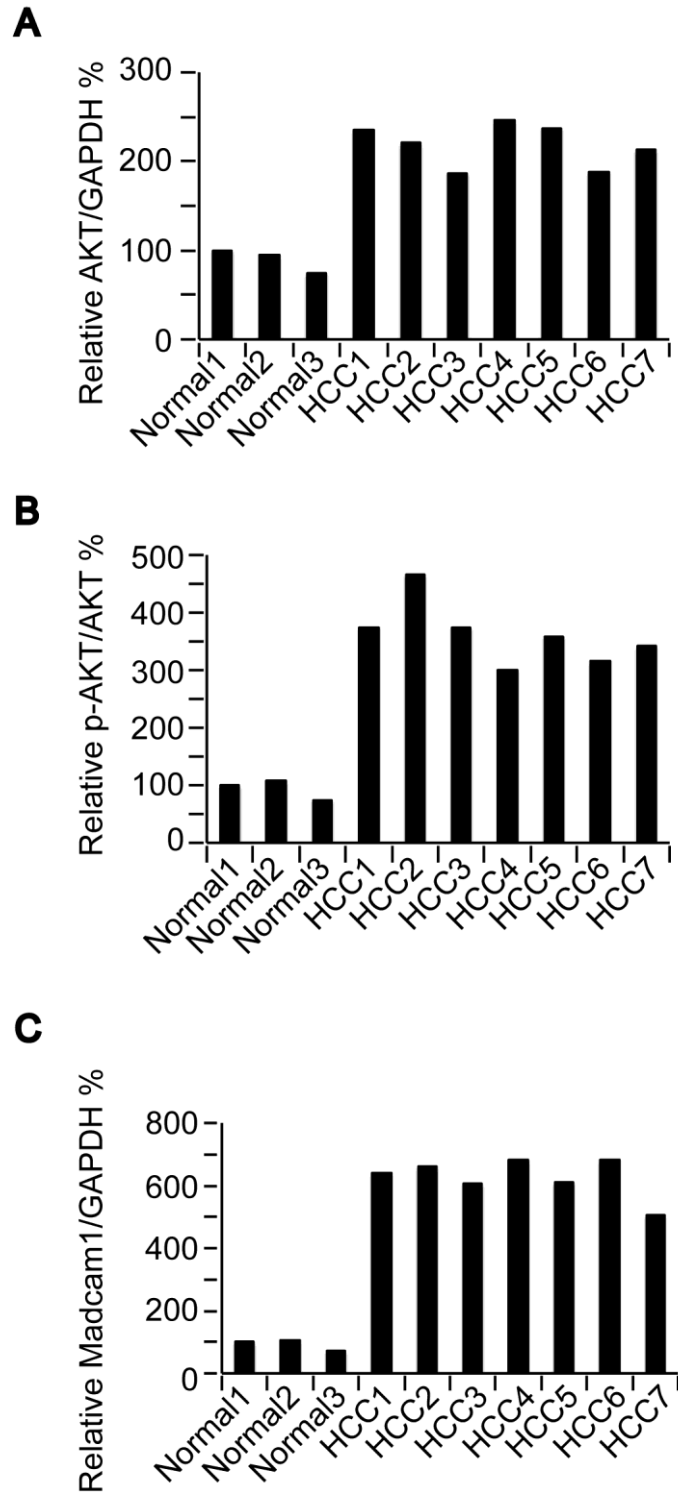 A
Relative AKT/GAPDH %
300
200
100
0
Normal1
Normal2
Normal3
HCC1
HCC2
HCC3
HCC4
HCC5
HCC6
HCC7
B
Relative p-AKT/AKT %
500
400
300
200
100
0
Normal1
Normal2
Normal3
HCC1
HCC2
HCC3
HCC4
HCC5
HCC6
HCC7
C
Relative Madcam1/GAPDH %
800
600
400
200
0
Normal1
Normal2
Normal3
HCC1
HCC2
HCC3
HCC4
HCC5
HCC6
HCC7